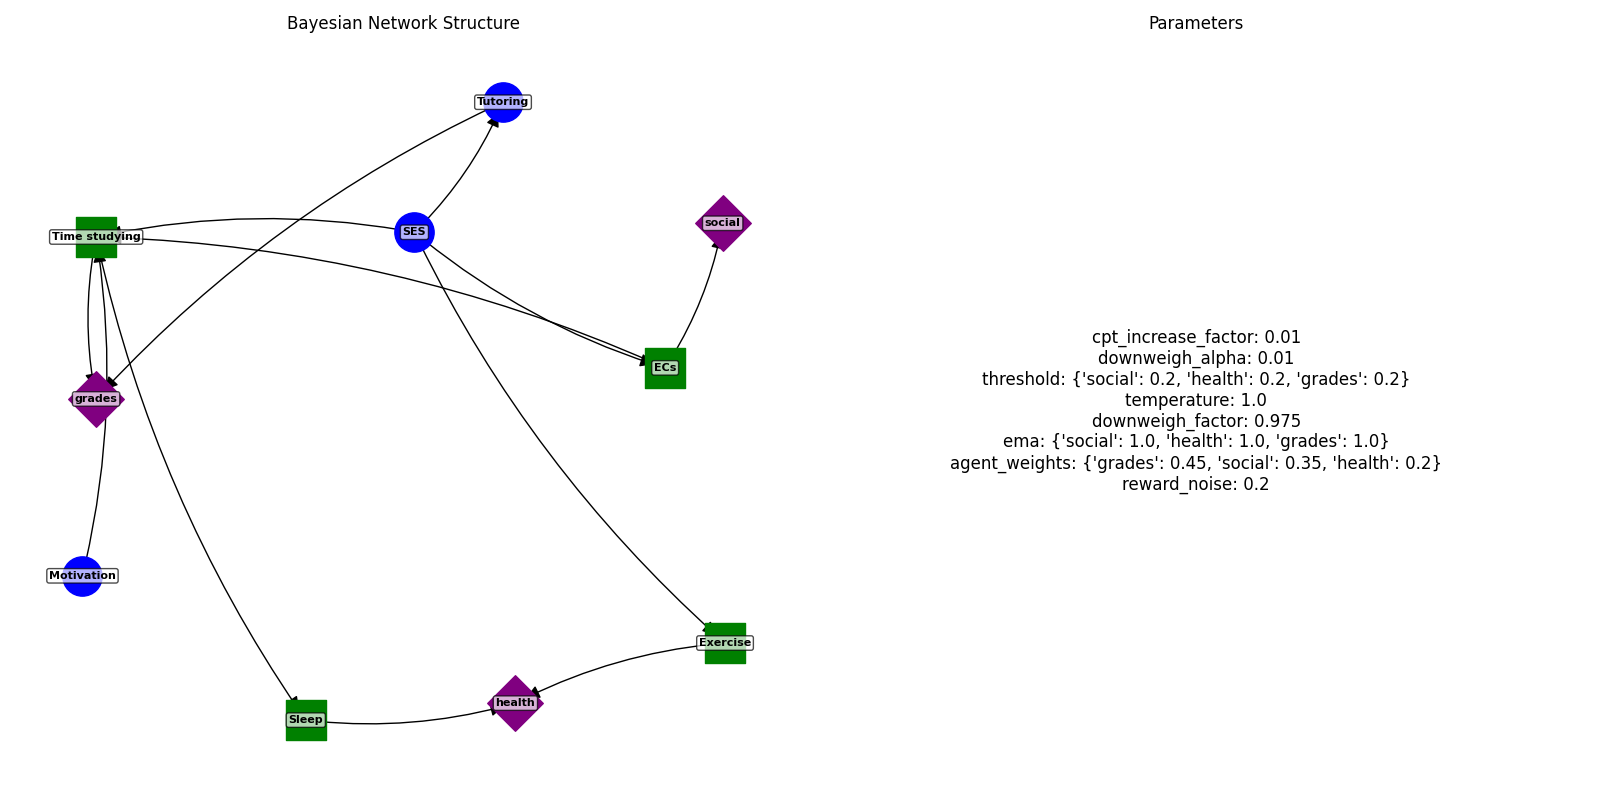 Bayesian Network Structure
Parameters
Tutoring
social
SES
Time studying
ECs
grades
Motivation
Exercise
health
Sleep
cpt_increase_factor: 0.01
downweigh_alpha: 0.01
threshold: {'social': 0.2, 'health': 0.2, 'grades': 0.2}
temperature: 1.0
downweigh_factor: 0.975
ema: {'social': 1.0, 'health': 1.0, 'grades': 1.0}
agent_weights: {'grades': 0.45, 'social': 0.35, 'health': 0.2}
reward_noise: 0.2